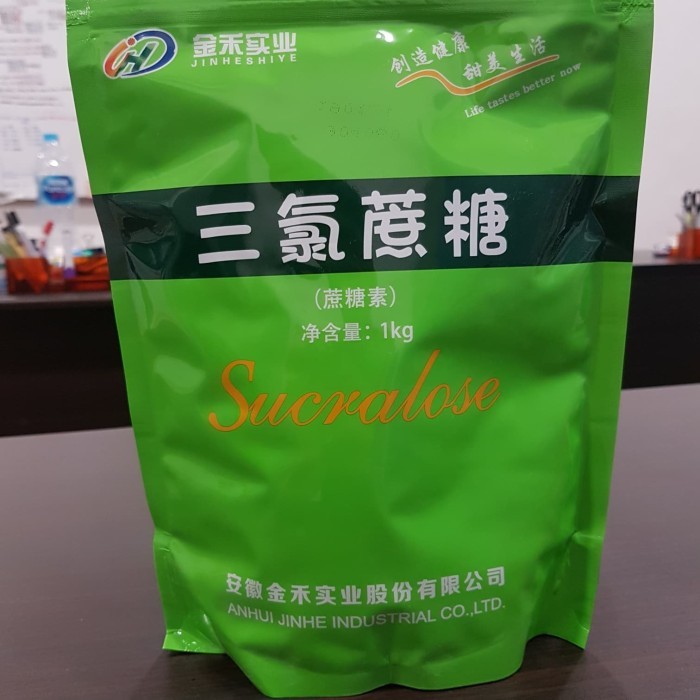 金禾实业
JINHESHIYE
创造健康
甜美生活
Life tastes better now
三氯蔗糖
(蔗糖素)
净含量：1kg
Sucralose
安徽金禾实业股份有限公司
ANHUI JINHE INDUSTRIAL CO.,LTD.